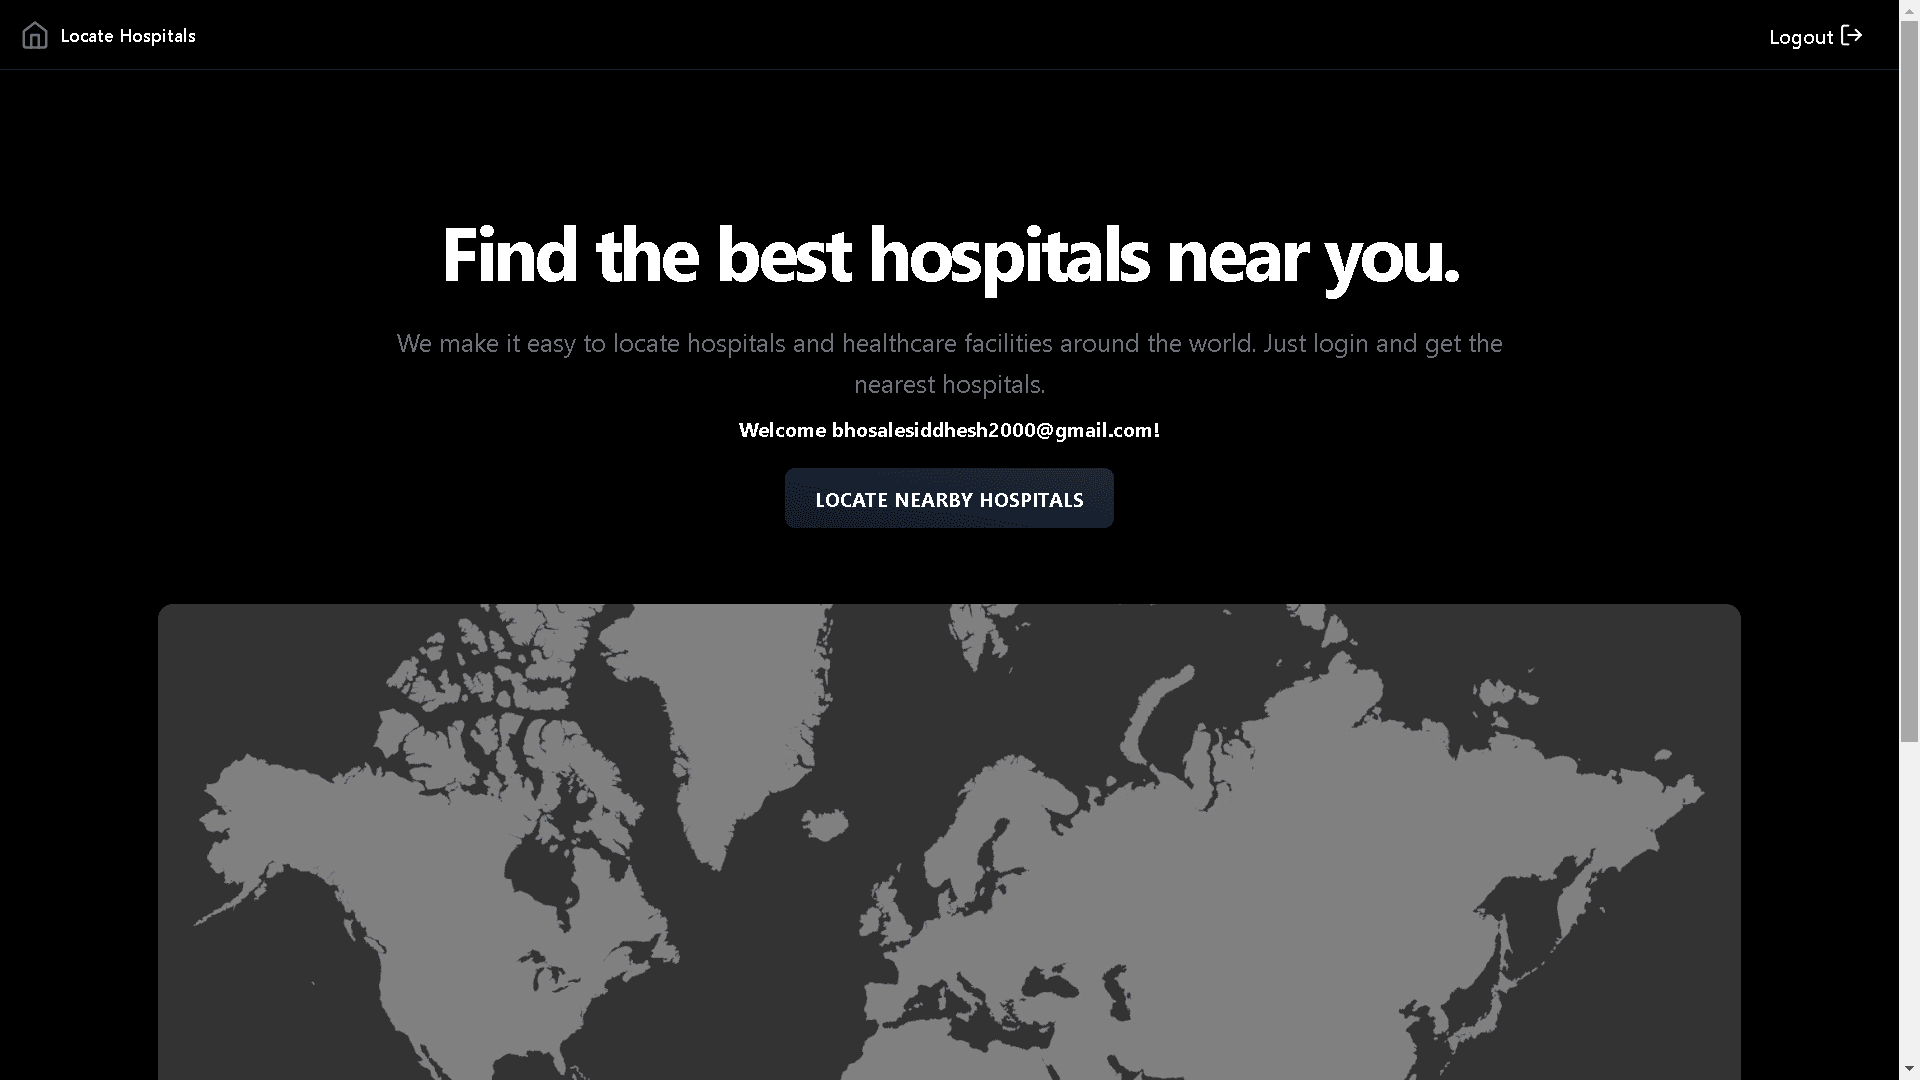 Locate Hospitals
Logout
Find the best hospitals near you.
We make it easy to locate hospitals and healthcare facilities around the world. Just login and get the
nearest hospitals.
Welcome bhosalesiddhesh2000@gmail.com!
LOCATE NEARBY HOSPITALS